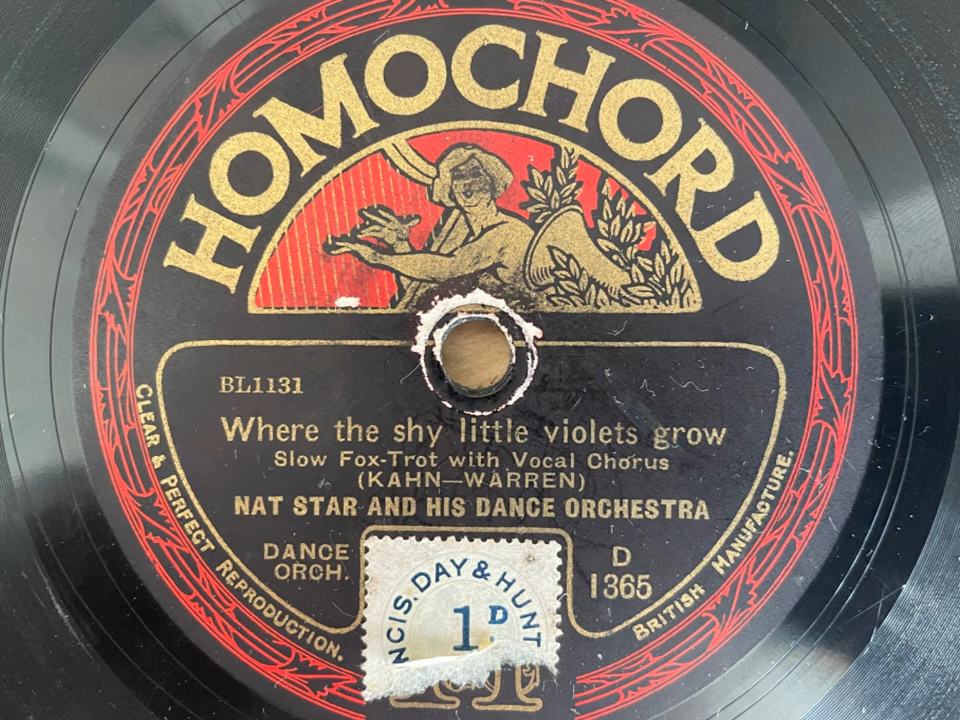 HOMOCHORD
BL1131
Where the shy little violets grow
Slow Fox-Trot with Vocal Chorus
(KAHN—WARREN)
NAT STAR AND HIS DANCE ORCHESTRA
DANCE
ORCH.
D
1365
NCIS, DAY & HUNT
1D.
CLEAR & PERFECT REPRODUCTION.
BRITISH MANUFACTURE.